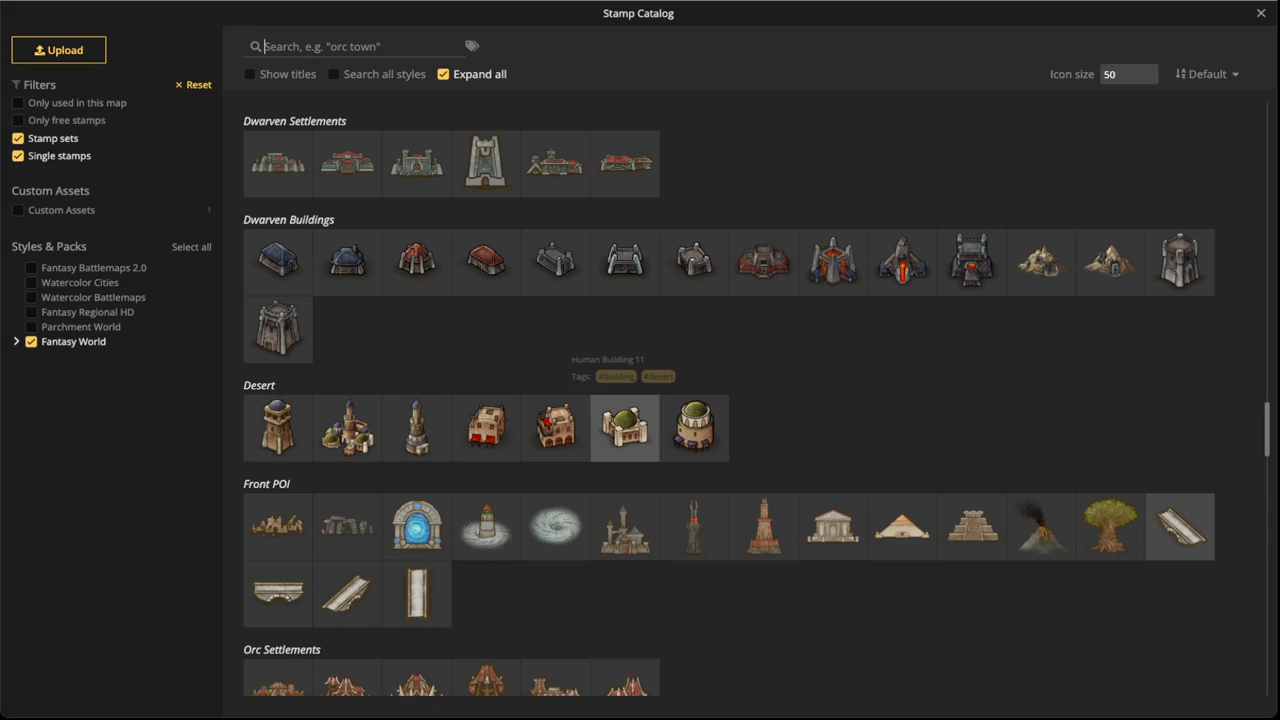 Stamp Catalog
Upload
Filters
Reset
Only used in this map
Only free stamps
Stamp sets
Single stamps
Custom Assets
Custom Assets 1
Styles & Packs Select all
Fantasy Battlemaps 2.0
Watercolor Cities
Watercolor Battlemaps
Fantasy Regional HD
Parchment World
Fantasy World
Search, e.g. "orc town"
Show titles Search all styles Expand all
Icon size 50 Default
Dwarven Settlements
Dwarven Buildings
Human Building 11
Tags: #building #desert
Desert
Front POI
Orc Settlements